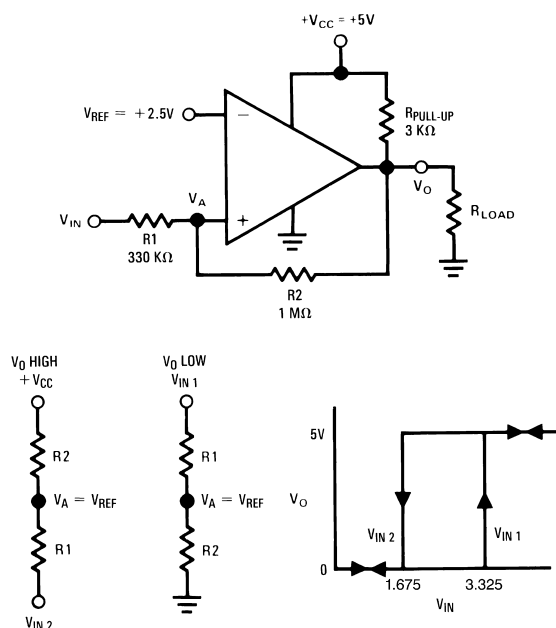 +VCC = +5V
VREF = +2.5V
−
RPULL-UP
3 KΩ
VA
VO
VIN
+
RLOAD
R1
330 KΩ
R2
1 MΩ
VO HIGH
+ VCC
R2
VA = VREF
R1
VIN 2
VO LOW
VIN 1
R1
VA = VREF
R2
5V
VO
VIN 2
VIN 1
0
1.675
3.325
VIN